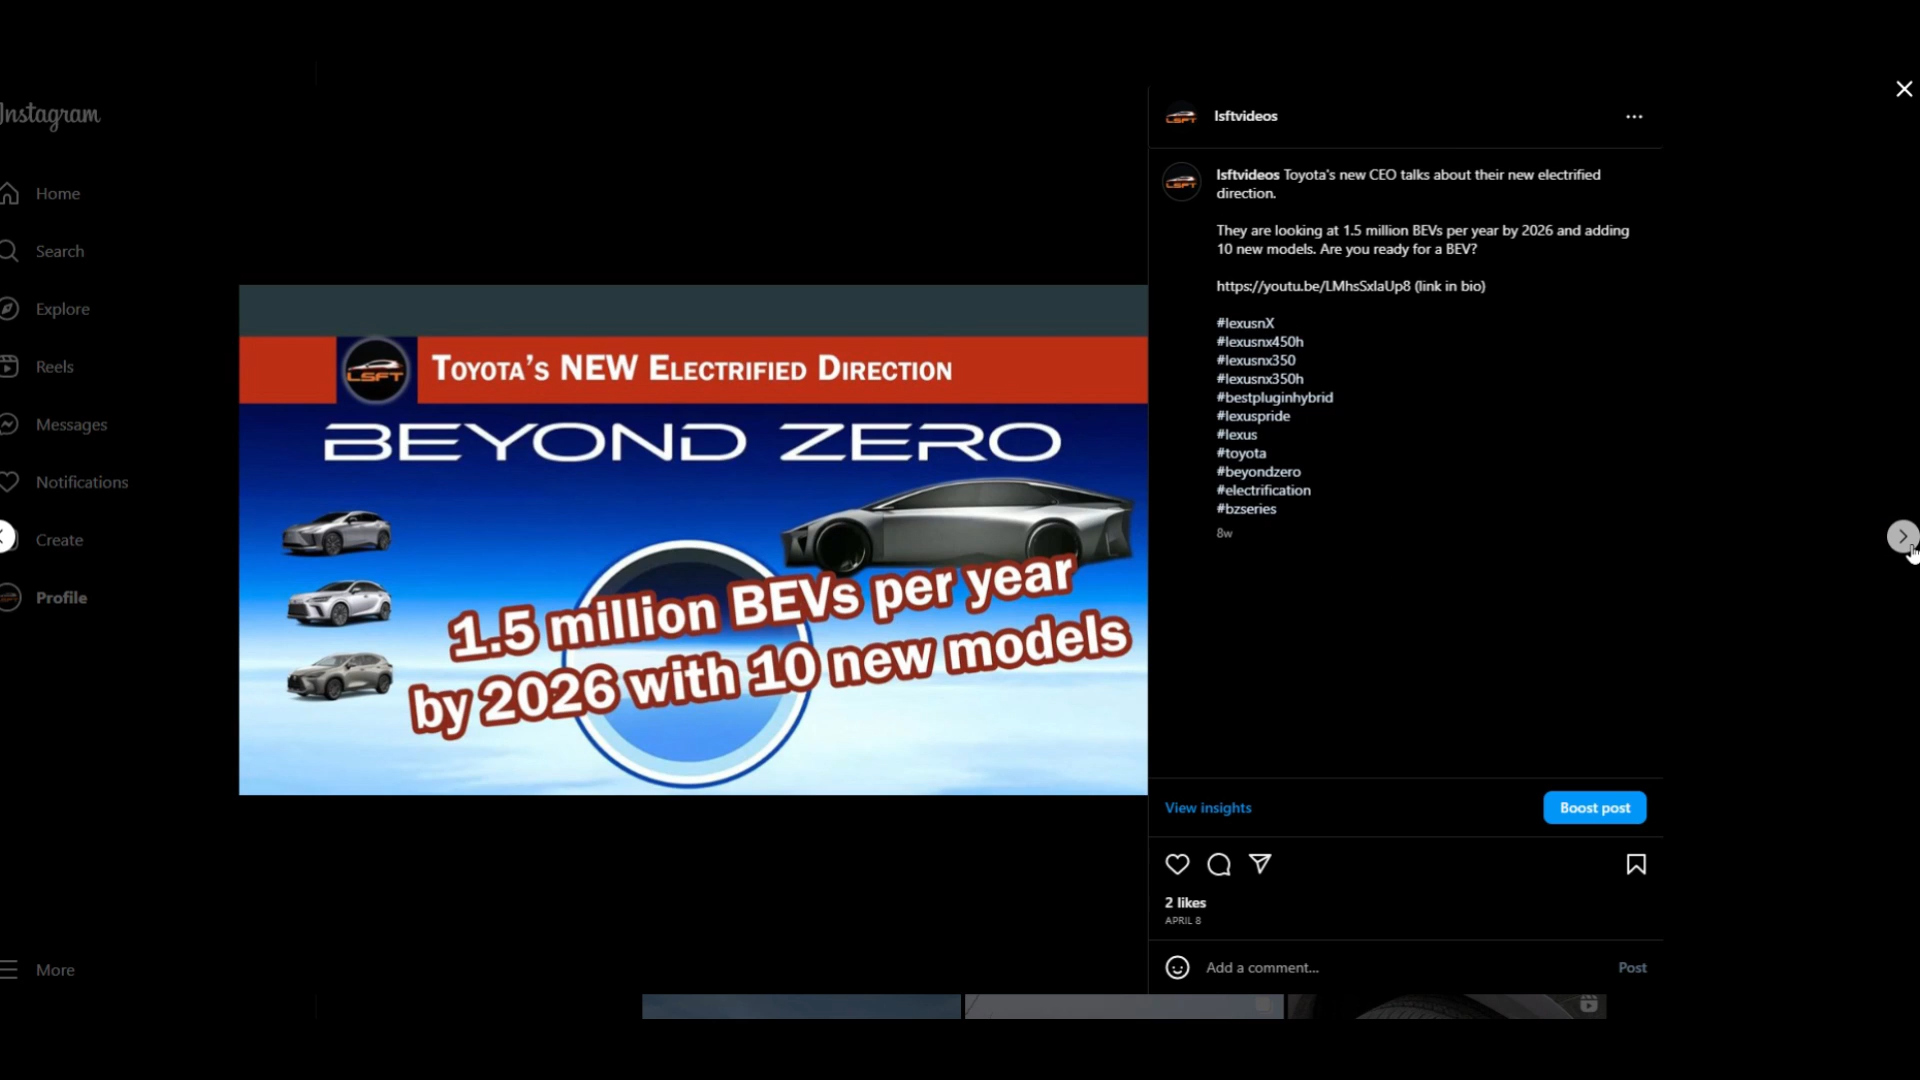 Instagram
Home
Search
Explore
Reels
Messages
Notifications
Create
Profile
More
LSFT
TOYOTA'S NEW ELECTRIFIED DIRECTION
BEYOND ZERO
1.5 million BEVs per year
by 2026 with 10 new models
LSFT
lsftvideos
LSFT
lsftvideos Toyota's new CEO talks about their new electrified
direction.
They are looking at 1.5 million BEVs per year by 2026 and adding
10 new models. Are you ready for a BEV?
https://youtu.be/LMhsSxlaUp8 (link in bio)
#lexusnX
#lexusnx450h
#lexusnx350
#lexusnx350h
#bestpluginhybrid
#lexuspride
#lexus
#toyota
#beyondzero
#electrification
#bzseries
8w
View insights
Boost post
2 likes
APRIL 8
Add a comment...
Post